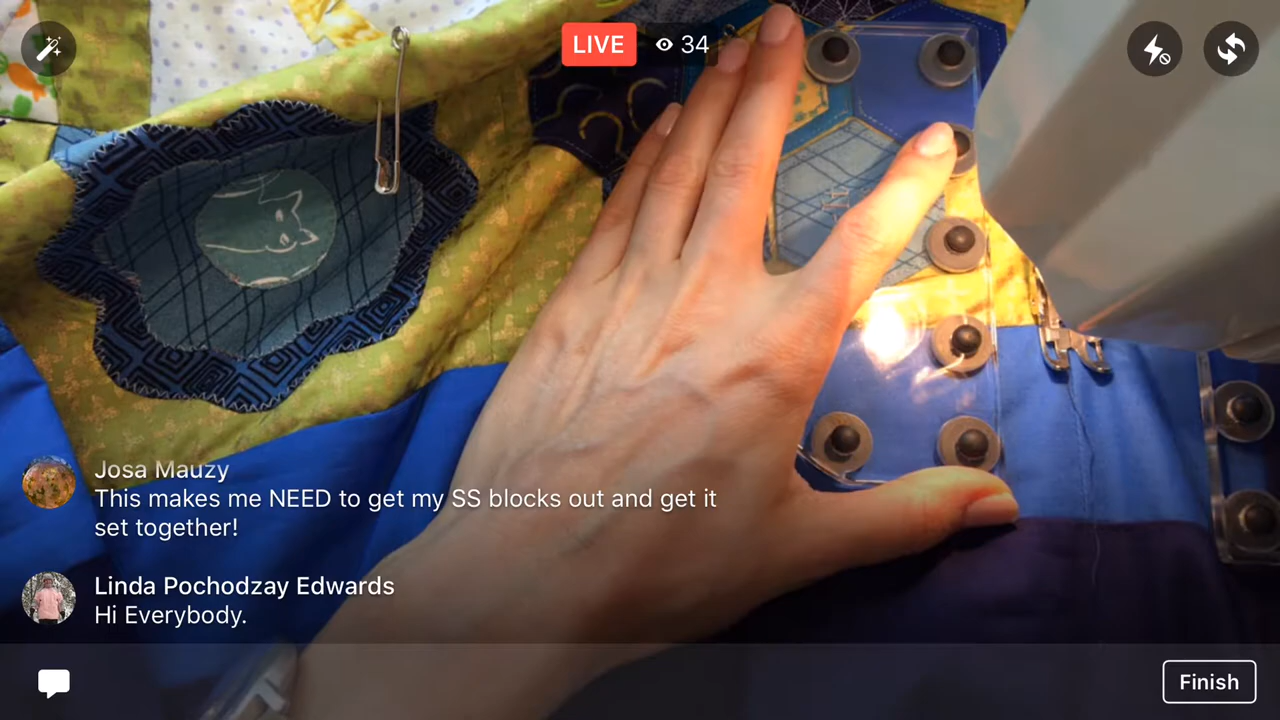 LIVE 34
Josa Mauzy
This makes me NEED to get my SS blocks out and get it
set together!
Linda Pochodzay Edwards
Hi Everybody.
Finish